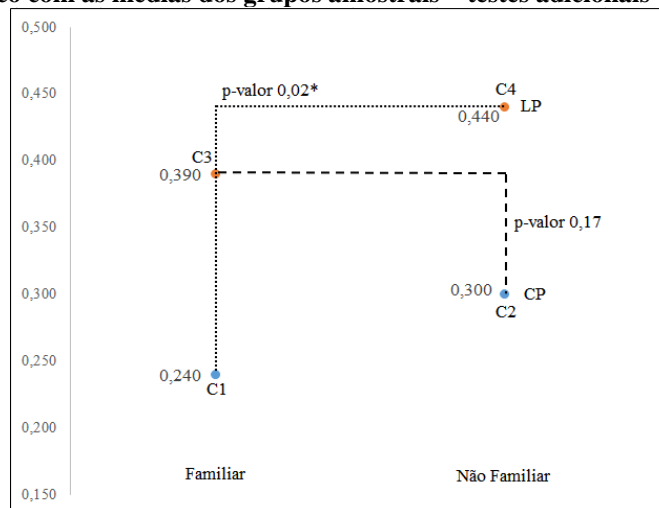 co com as médias dos grupos amostrais – testes adicionais
0,500
0,450
p-valor 0,02*
C4
0,440
LP
C3
0,400
0,390
0,350
p-valor 0,17
0,300
0,300
CP
C2
0,250
0,240
C1
0,200
Familiar
Não Familiar
0,150